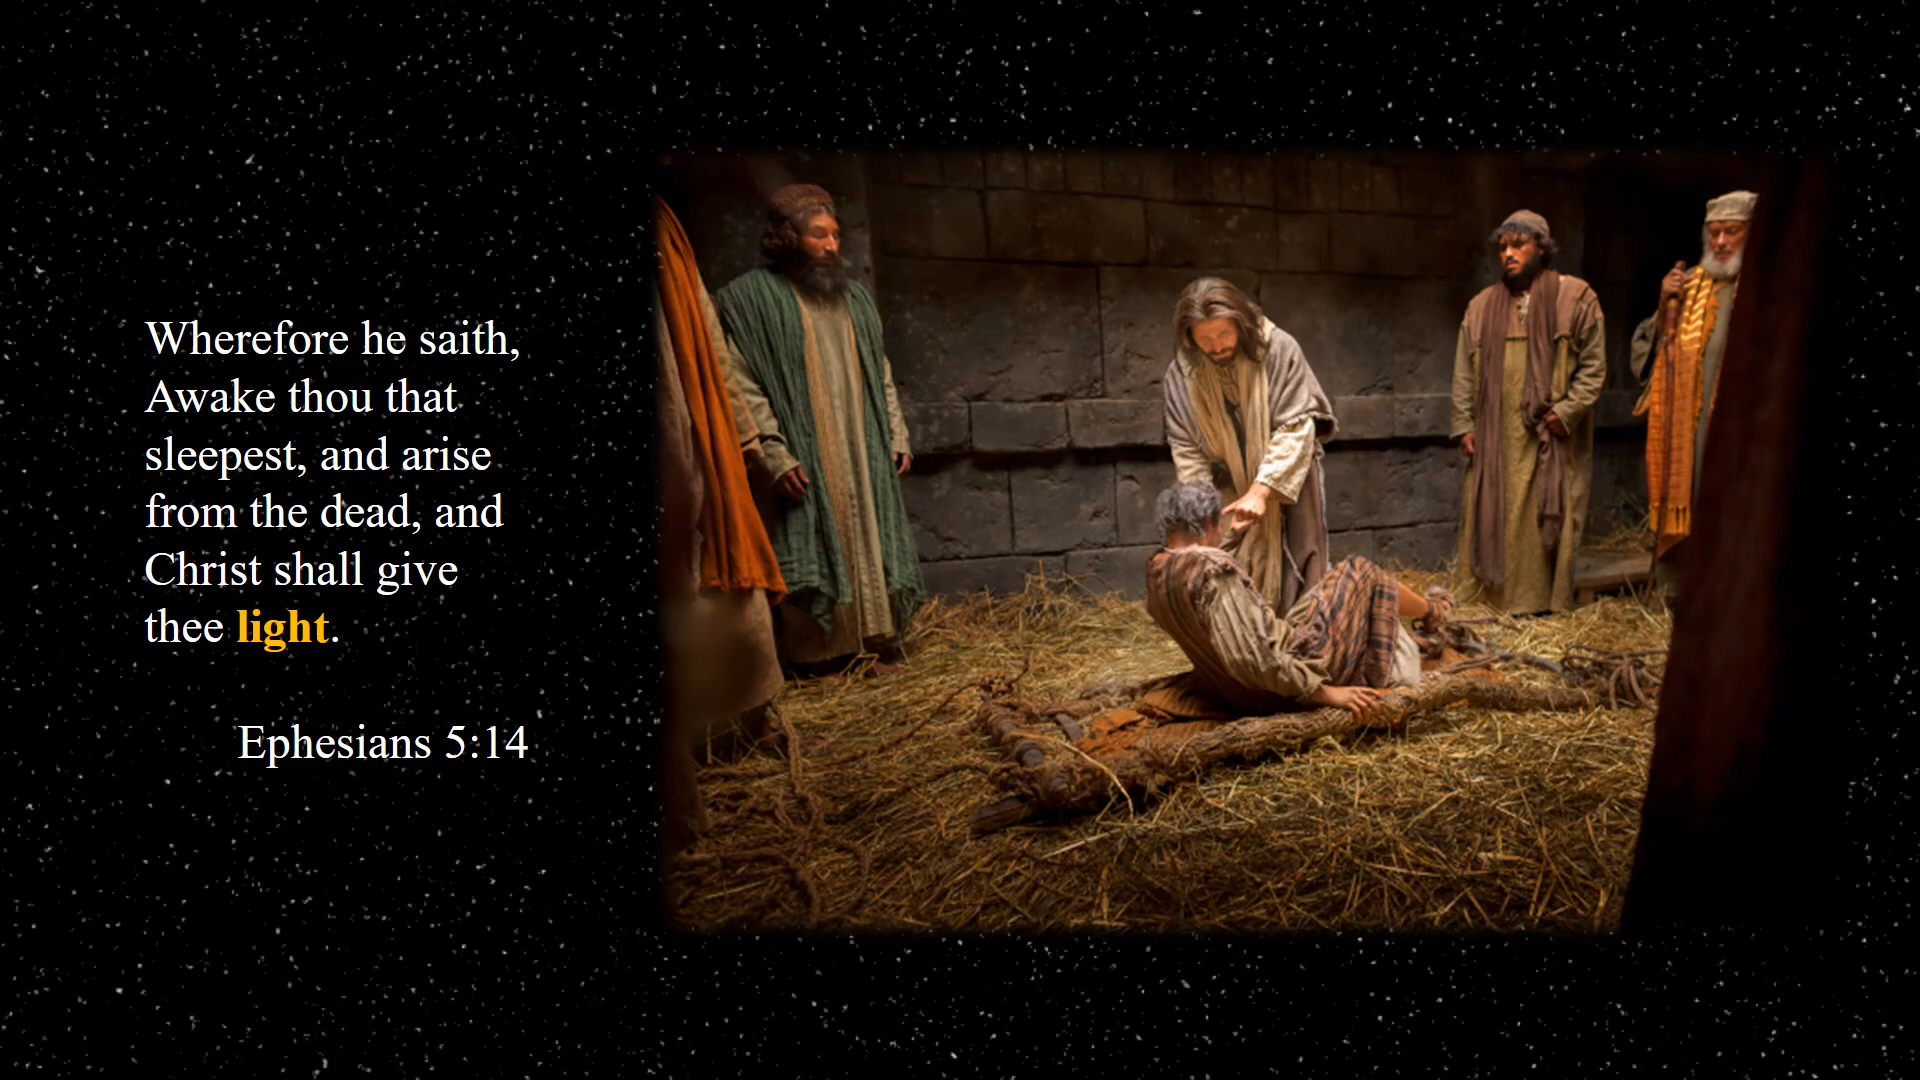 Wherefore he saith,
Awake thou that
sleepest, and arise
from the dead, and
Christ shall give
thee light.
Ephesians 5:14